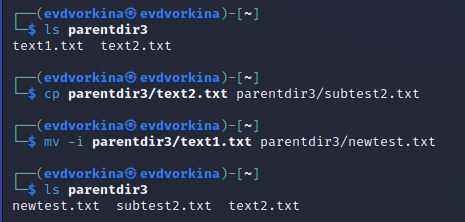 ┌──(evdvorkina㉿evdvorkina)-[~]
└─$ ls parentdir3
text1.txt  text2.txt
┌──(evdvorkina㉿evdvorkina)-[~]
└─$ cp parentdir3/text2.txt parentdir3/subtest2.txt
┌──(evdvorkina㉿evdvorkina)-[~]
└─$ mv -i parentdir3/text1.txt parentdir3/newtest.txt
┌──(evdvorkina㉿evdvorkina)-[~]
└─$ ls parentdir3
newtest.txt  subtest2.txt  text2.txt